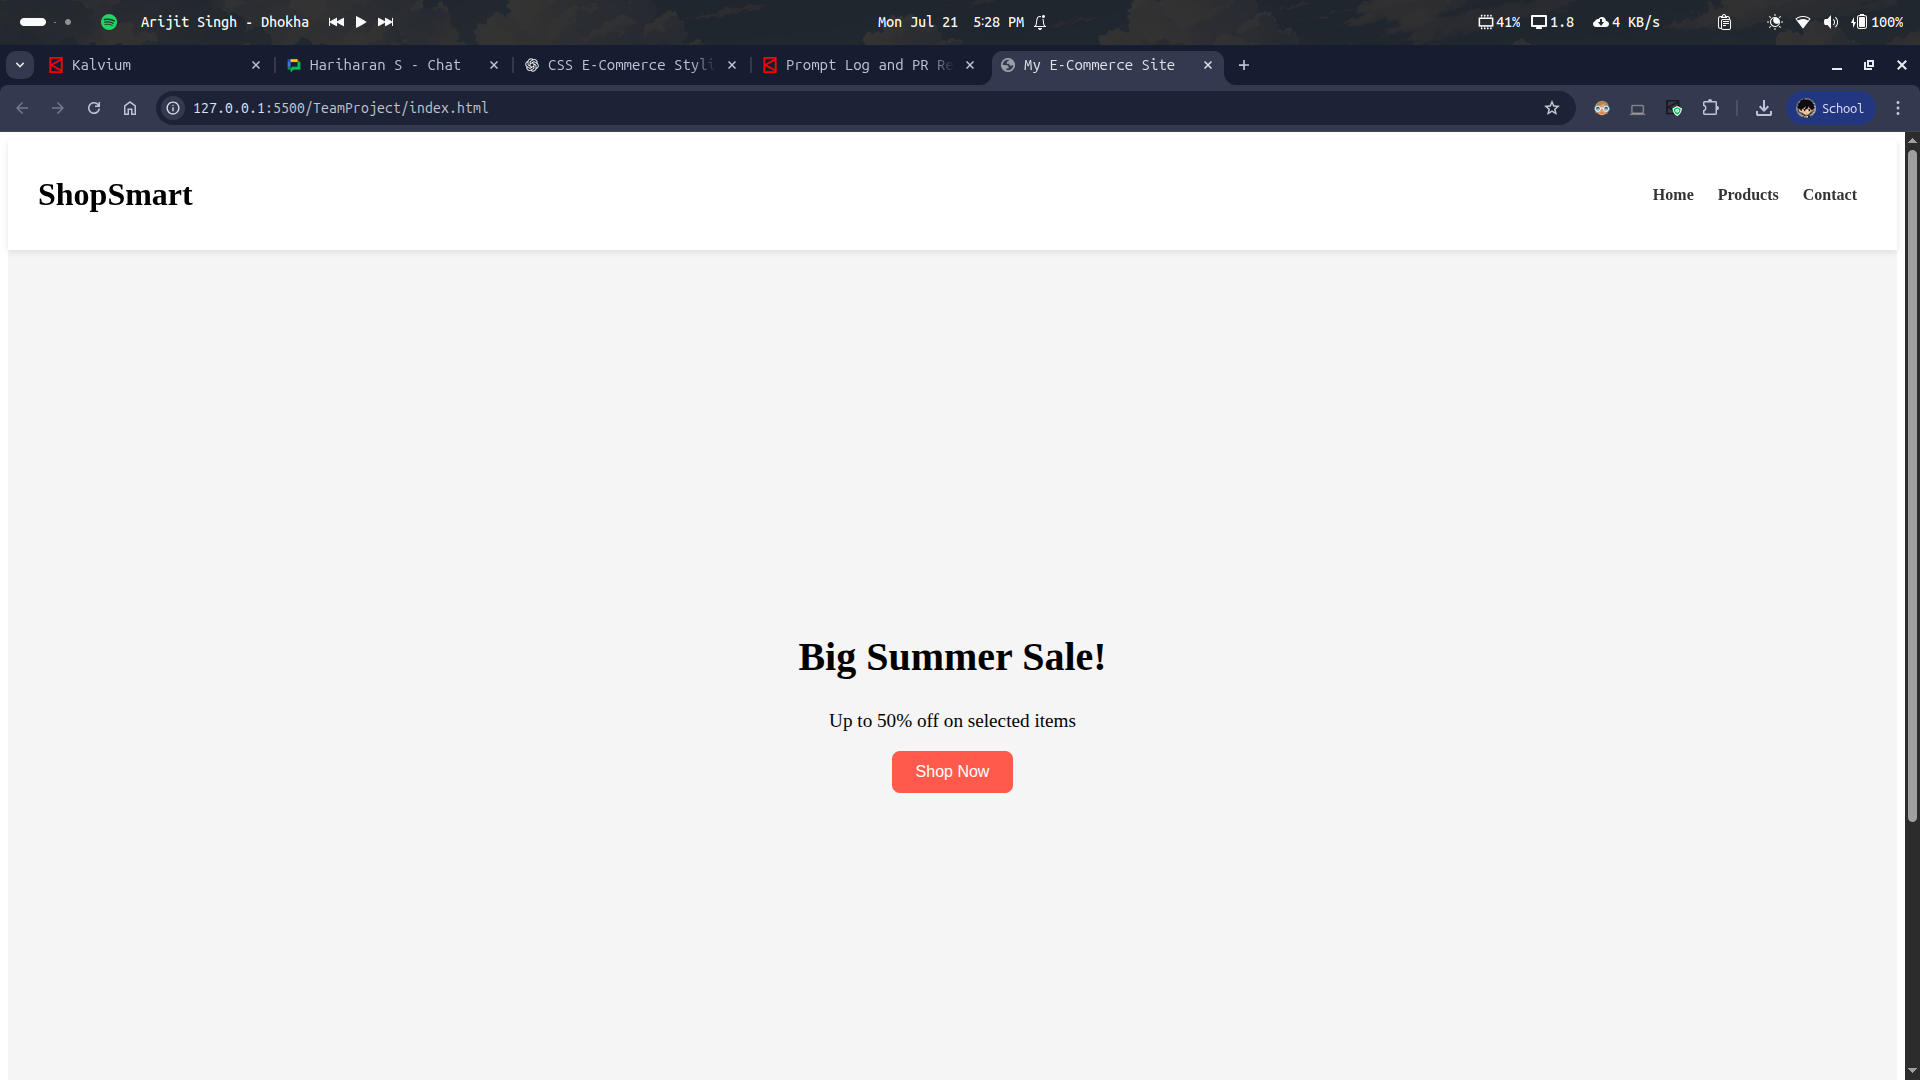 Arijit Singh - Dhokha
Mon Jul 21 5:28 PM
41% 1.8 4 KB/s 100%
Kalvium
Hariharan S - Chat
CSS E-Commerce Styli
Prompt Log and PR Re
My E-Commerce Site
127.0.0.1:5500/TeamProject/index.html
School
ShopSmart
Home Products Contact
Big Summer Sale!
Up to 50% off on selected items
Shop Now